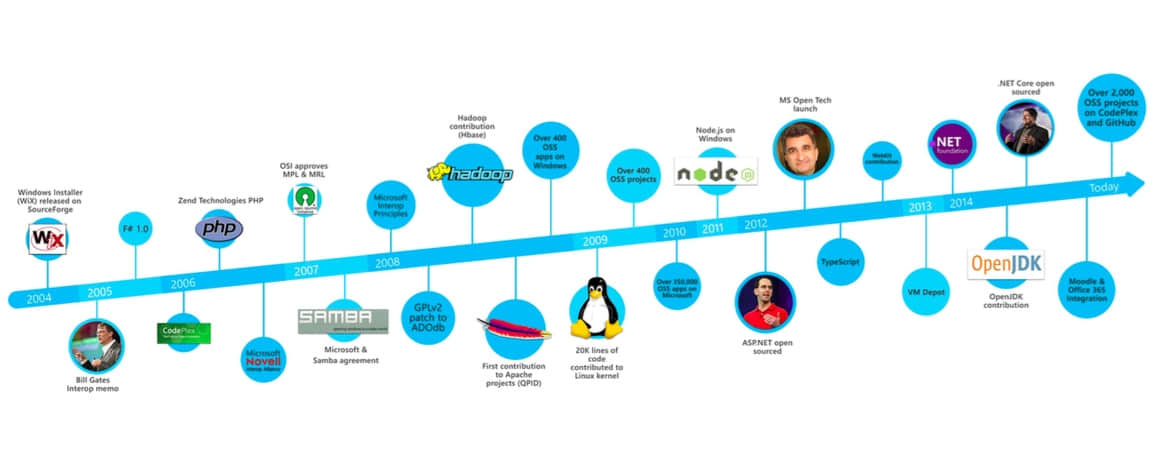 Windows Installer
(WiX) released on
SourceForge
WiX
2004
2005
Bill Gates
Interop memo
F# 1.0
2006
CodePlex
Zend Technologies PHP
php
Microsoft
Novell
Interop Alliance
OSI approves
MPL & MRL
2007
SAMBA
Microsoft &
Samba agreement
Microsoft
Interop
Principles
2008
GPLv2
patch to
ADOdb
Hadoop
contribution
(Hbase)
hadoop
First contribution
to Apache
projects (QPID)
Over 400
OSS
apps on
Windows
2009
20K lines of
code
contributed to
Linux kernel
Over 400
OSS projects
2010
Over 350,000
OSS apps on
Microsoft
Node.js on
Windows
node
JS
2011
2012
ASP.NET open
sourced
MS Open Tech
launch
TypeScript
WebKit
contribution
2013
VM Depot
.NET
foundation
2014
OpenJDK
OpenJDK
contribution
.NET Core open
sourced
Moodle &
Office 365
Integration
Over 2,000
OSS projects
on CodePlex
and GitHub
Today